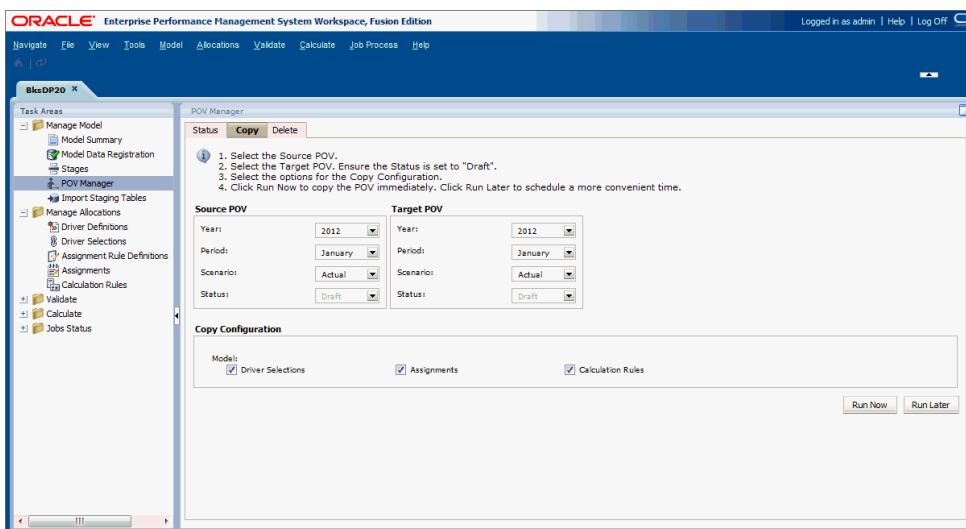 ORACLE Enterprise Performance Management System Workspace, Fusion Edition
Logged in as admin | Help | Log Off
Navigate File View Tools Model Allocations Validate Calculate Job Process Help
BksDP20 X
Task Areas
Manage Model
Model Summary
Model Data Registration
Stages
POV Manager
Import Staging Tables
Manage Allocations
Driver Definitions
Driver Selections
Assignment Rule Definitions
Assignments
Calculation Rules
Validate
Calculate
Jobs Status
POV Manager
Status Copy Delete
1. Select the Source POV.
2. Select the Target POV. Ensure the Status is set to "Draft".
3. Select the options for the Copy Configuration.
4. Click Run Now to copy the POV immediately. Click Run Later to schedule a more convenient time.
Source POV
Year: 2012
Period: January
Scenario: Actual
Status: Draft
Target POV
Year: 2012
Period: January
Scenario: Actual
Status: Draft
Copy Configuration
Model:
Driver Selections Assignments Calculation Rules
Run Now Run Later